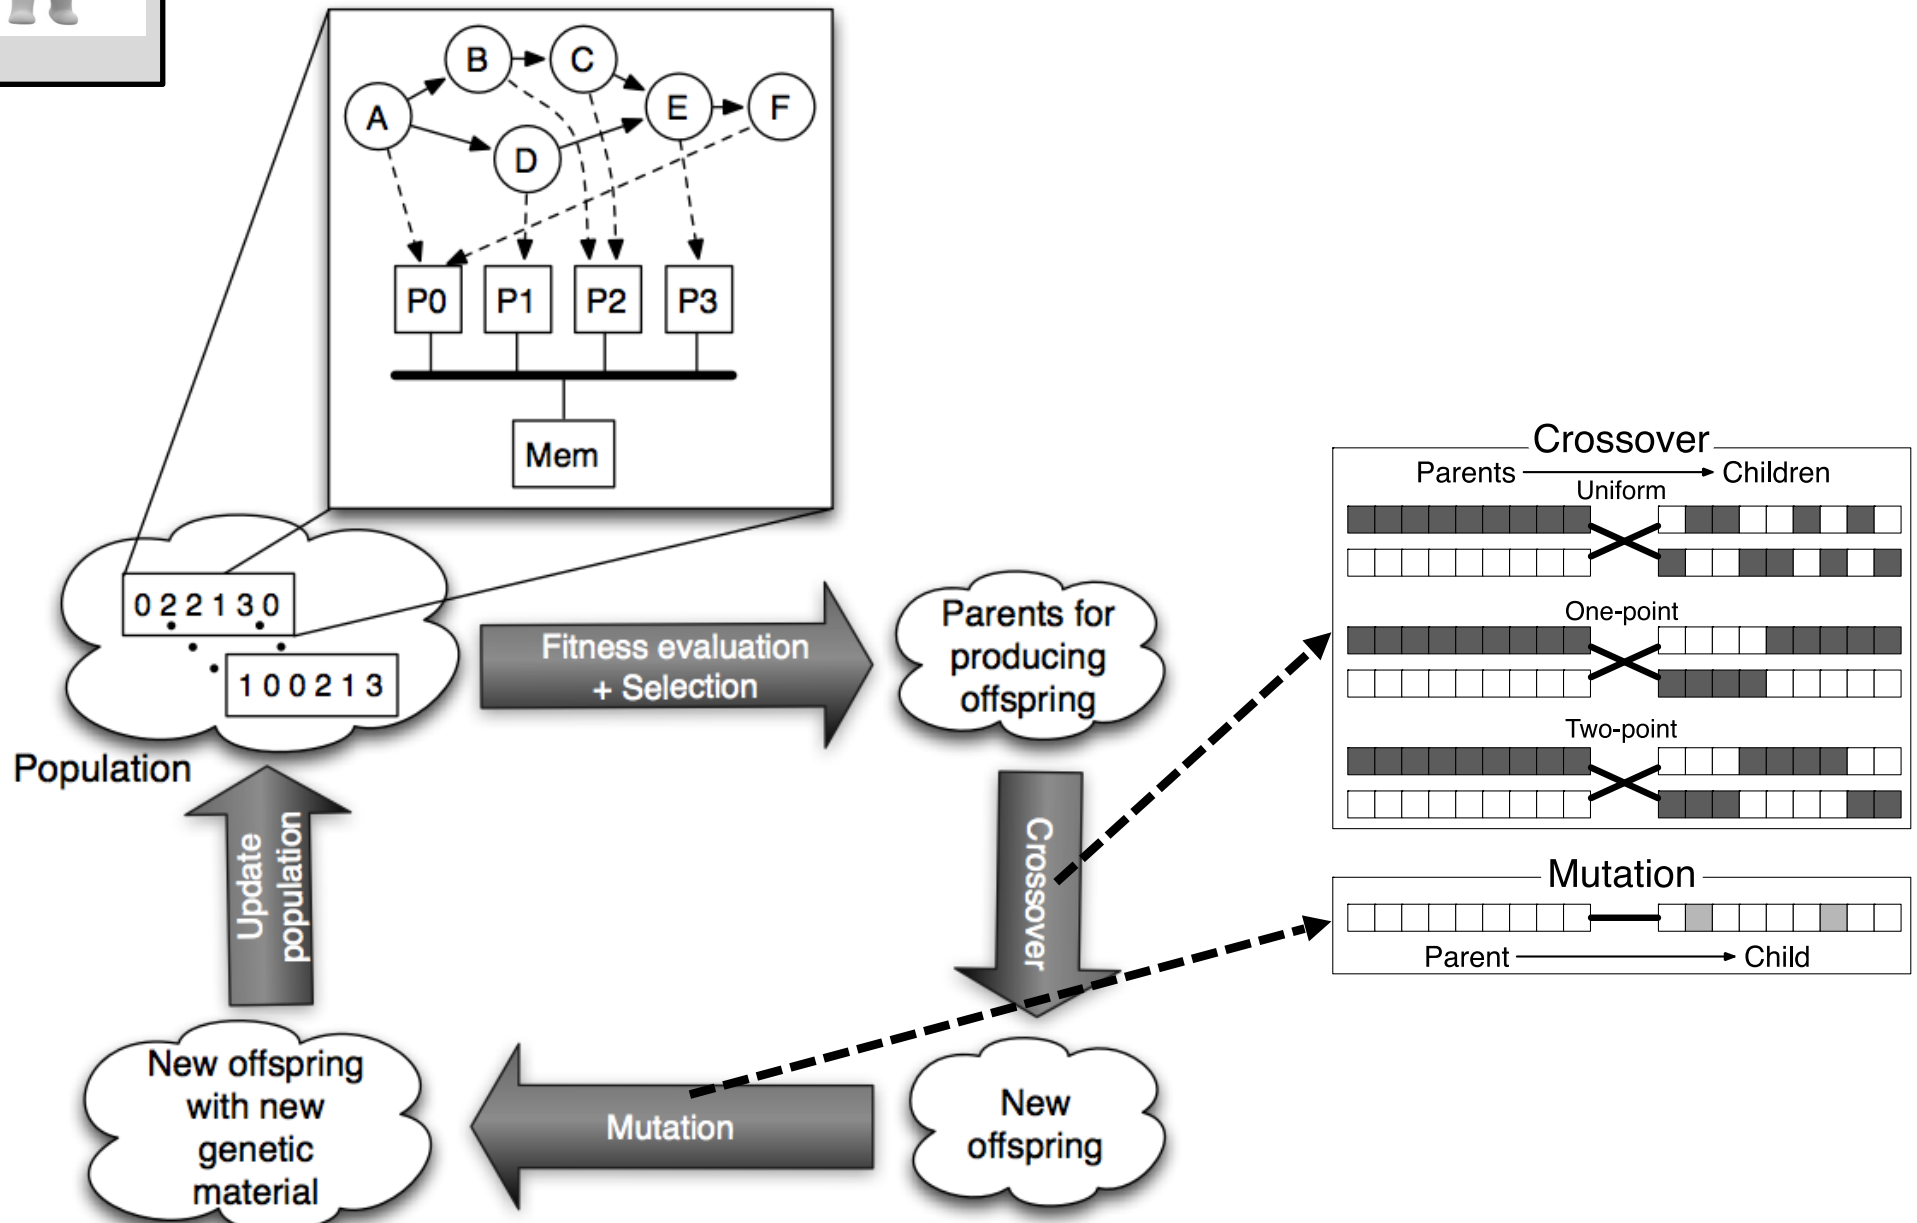 B
C
A
E
F
D
P0
P1
P2
P3
Mem
0 2 2 1 3 0
1 0 0 2 1 3
Population
Fitness evaluation
+ Selection
Parents for
producing
offspring
Crossover
New
offspring
Mutation
New offspring
with new
genetic
material
Update
population
Crossover
Parents
Children
Uniform
One-point
Two-point
Mutation
Parent
Child